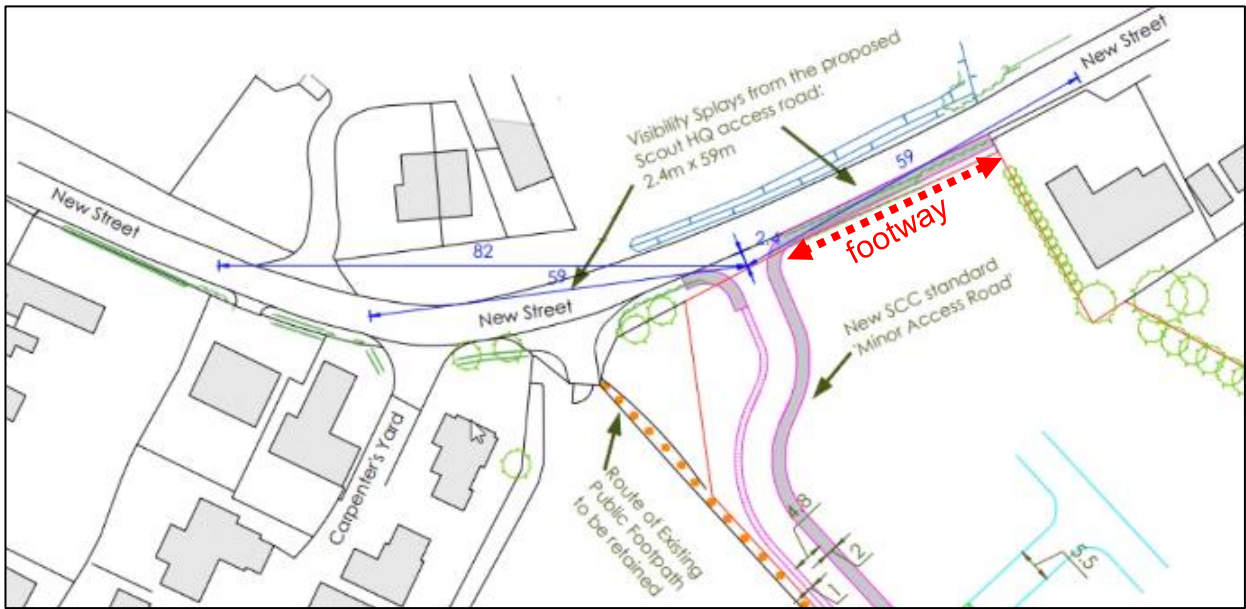 New Street
Visibility Splays from the proposed
Scout HQ access road:
2.4m x 59m
New Street
59
footway
2.4
82
59
New Street
New SCC standard
'Minor Access Road'
Carpenter's Yard
Route of Existing
Public Footpath
to be retained
4.8
2
1
5.5